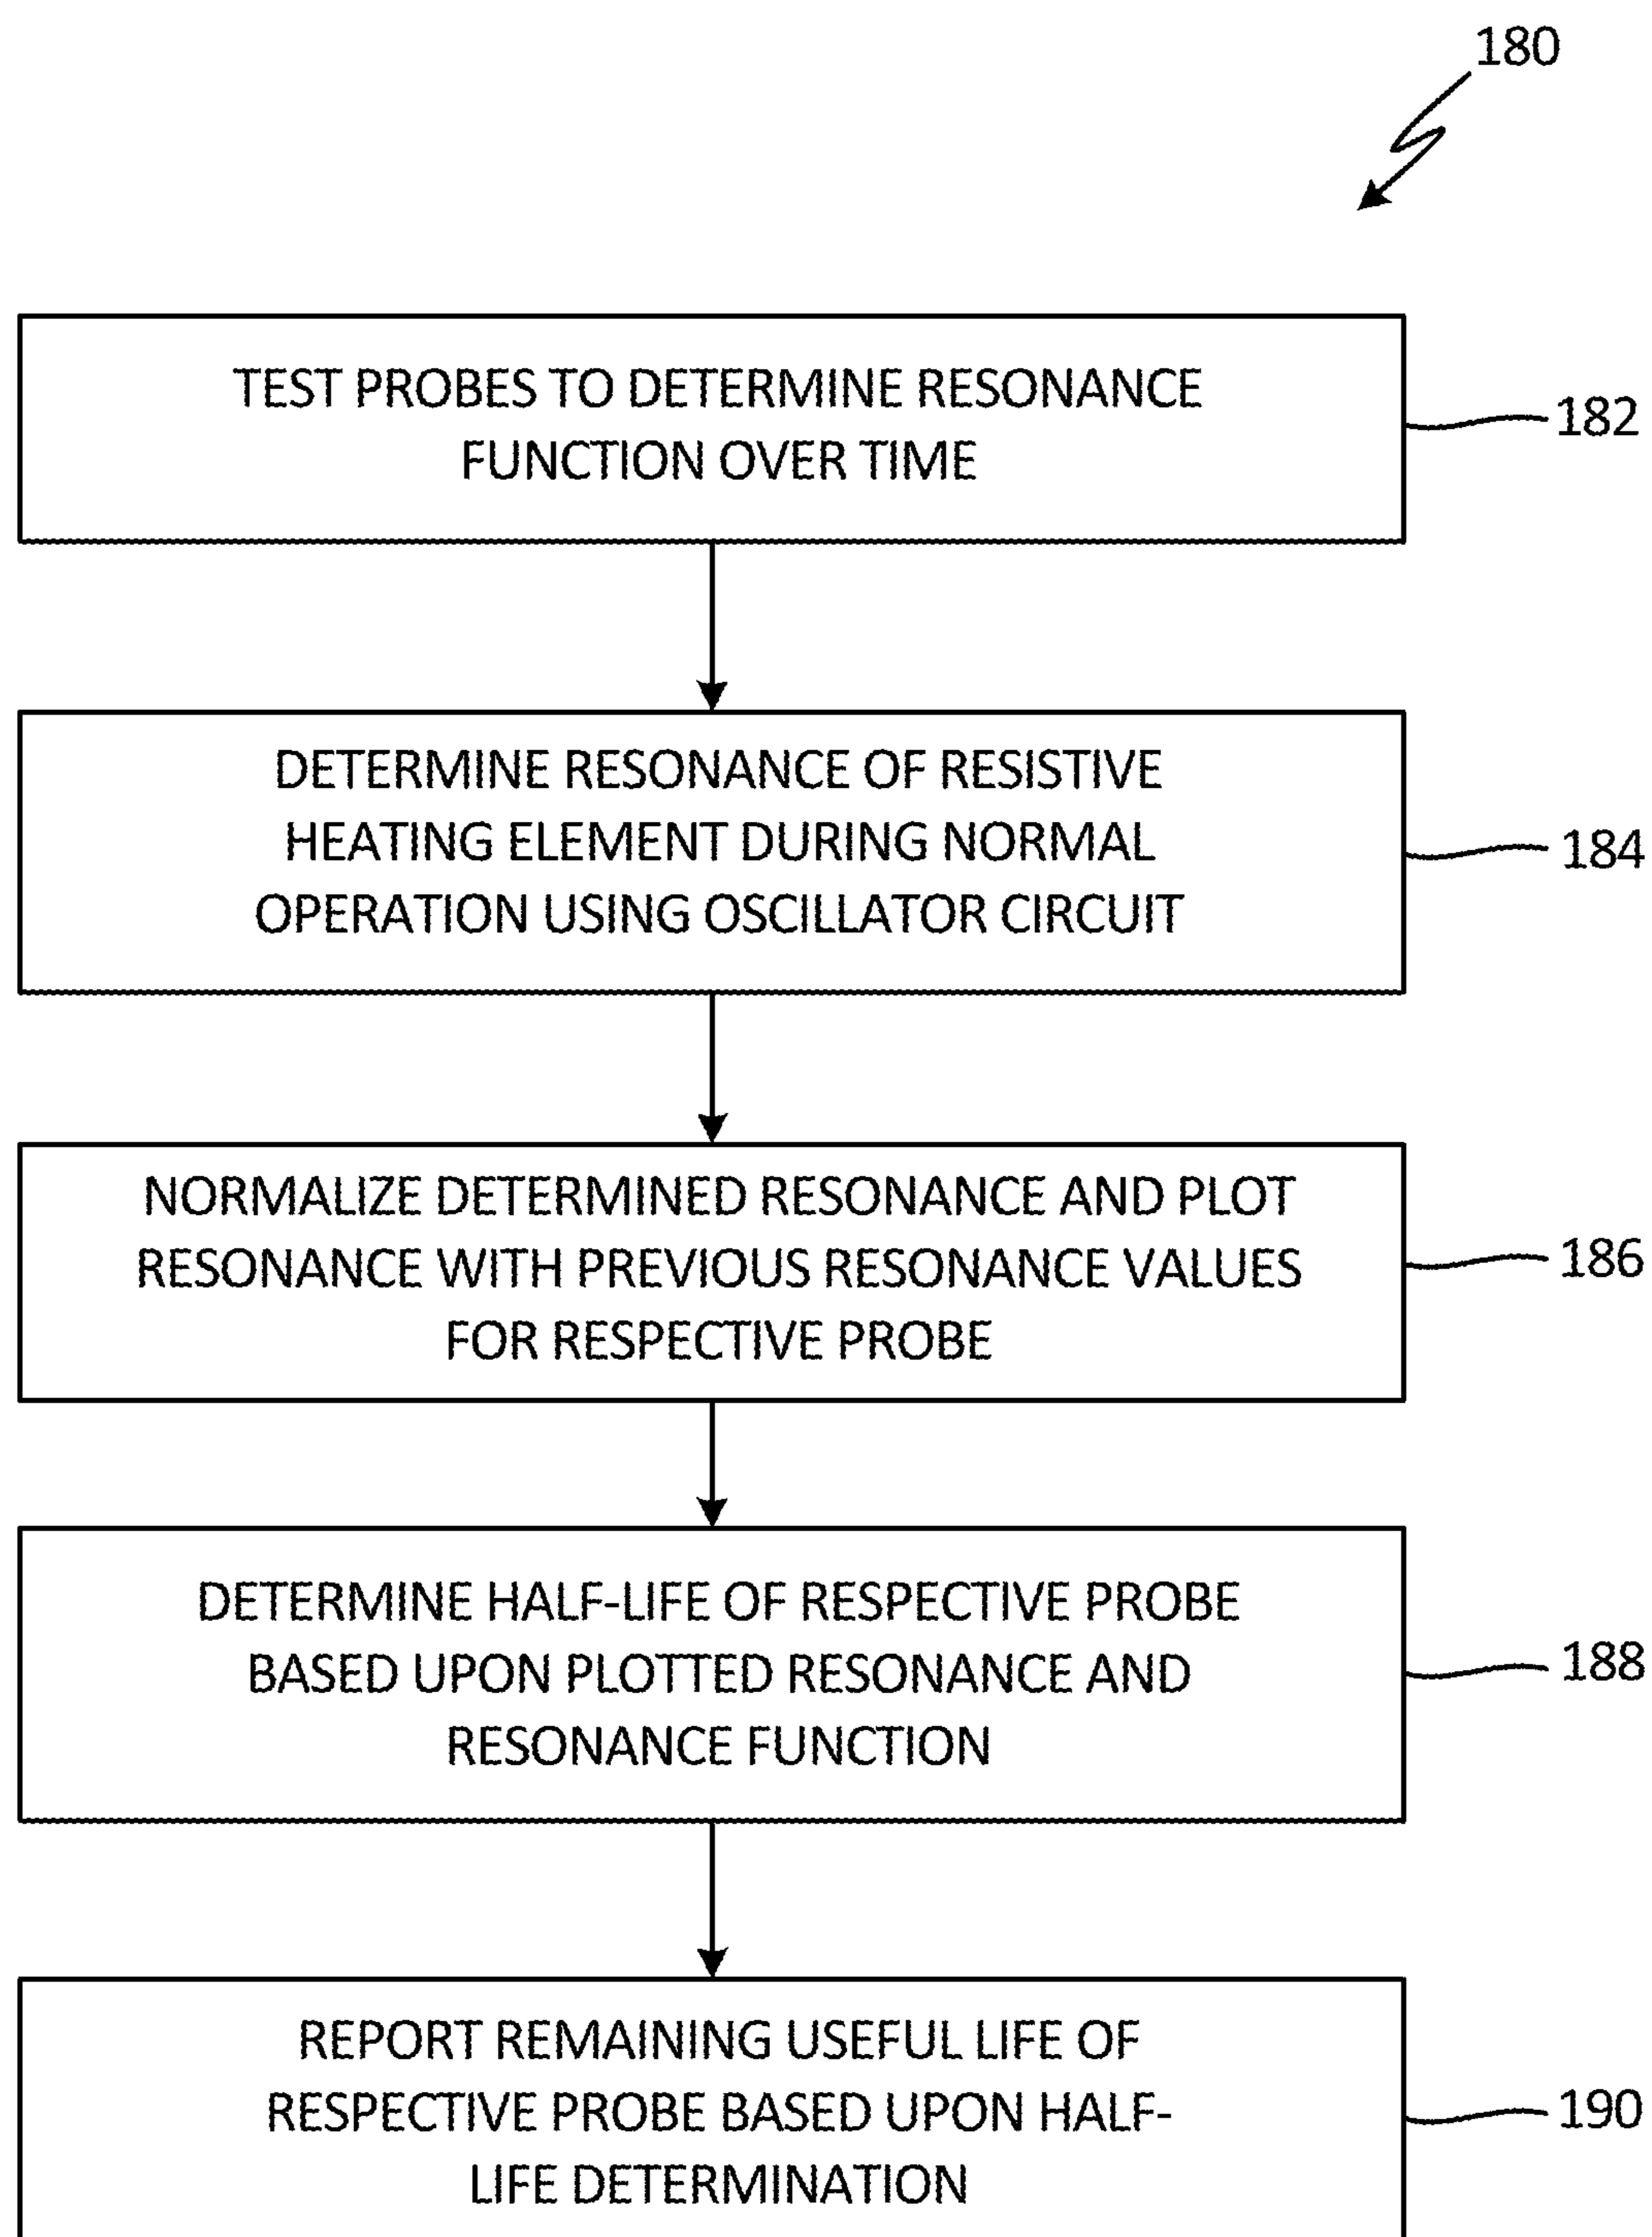 180
TEST PROBES TO DETERMINE RESONANCE
FUNCTION OVER TIME
182
DETERMINE RESONANCE OF RESISTIVE
HEATING ELEMENT DURING NORMAL
OPERATION USING OSCILLATOR CIRCUIT
184
NORMALIZE DETERMINED RESONANCE AND PLOT
RESONANCE WITH PREVIOUS RESONANCE VALUES
FOR RESPECTIVE PROBE
186
DETERMINE HALF-LIFE OF RESPECTIVE PROBE
BASED UPON PLOTTED RESONANCE AND
RESONANCE FUNCTION
188
REPORT REMAINING USEFUL LIFE OF
RESPECTIVE PROBE BASED UPON HALF-
LIFE DETERMINATION
190